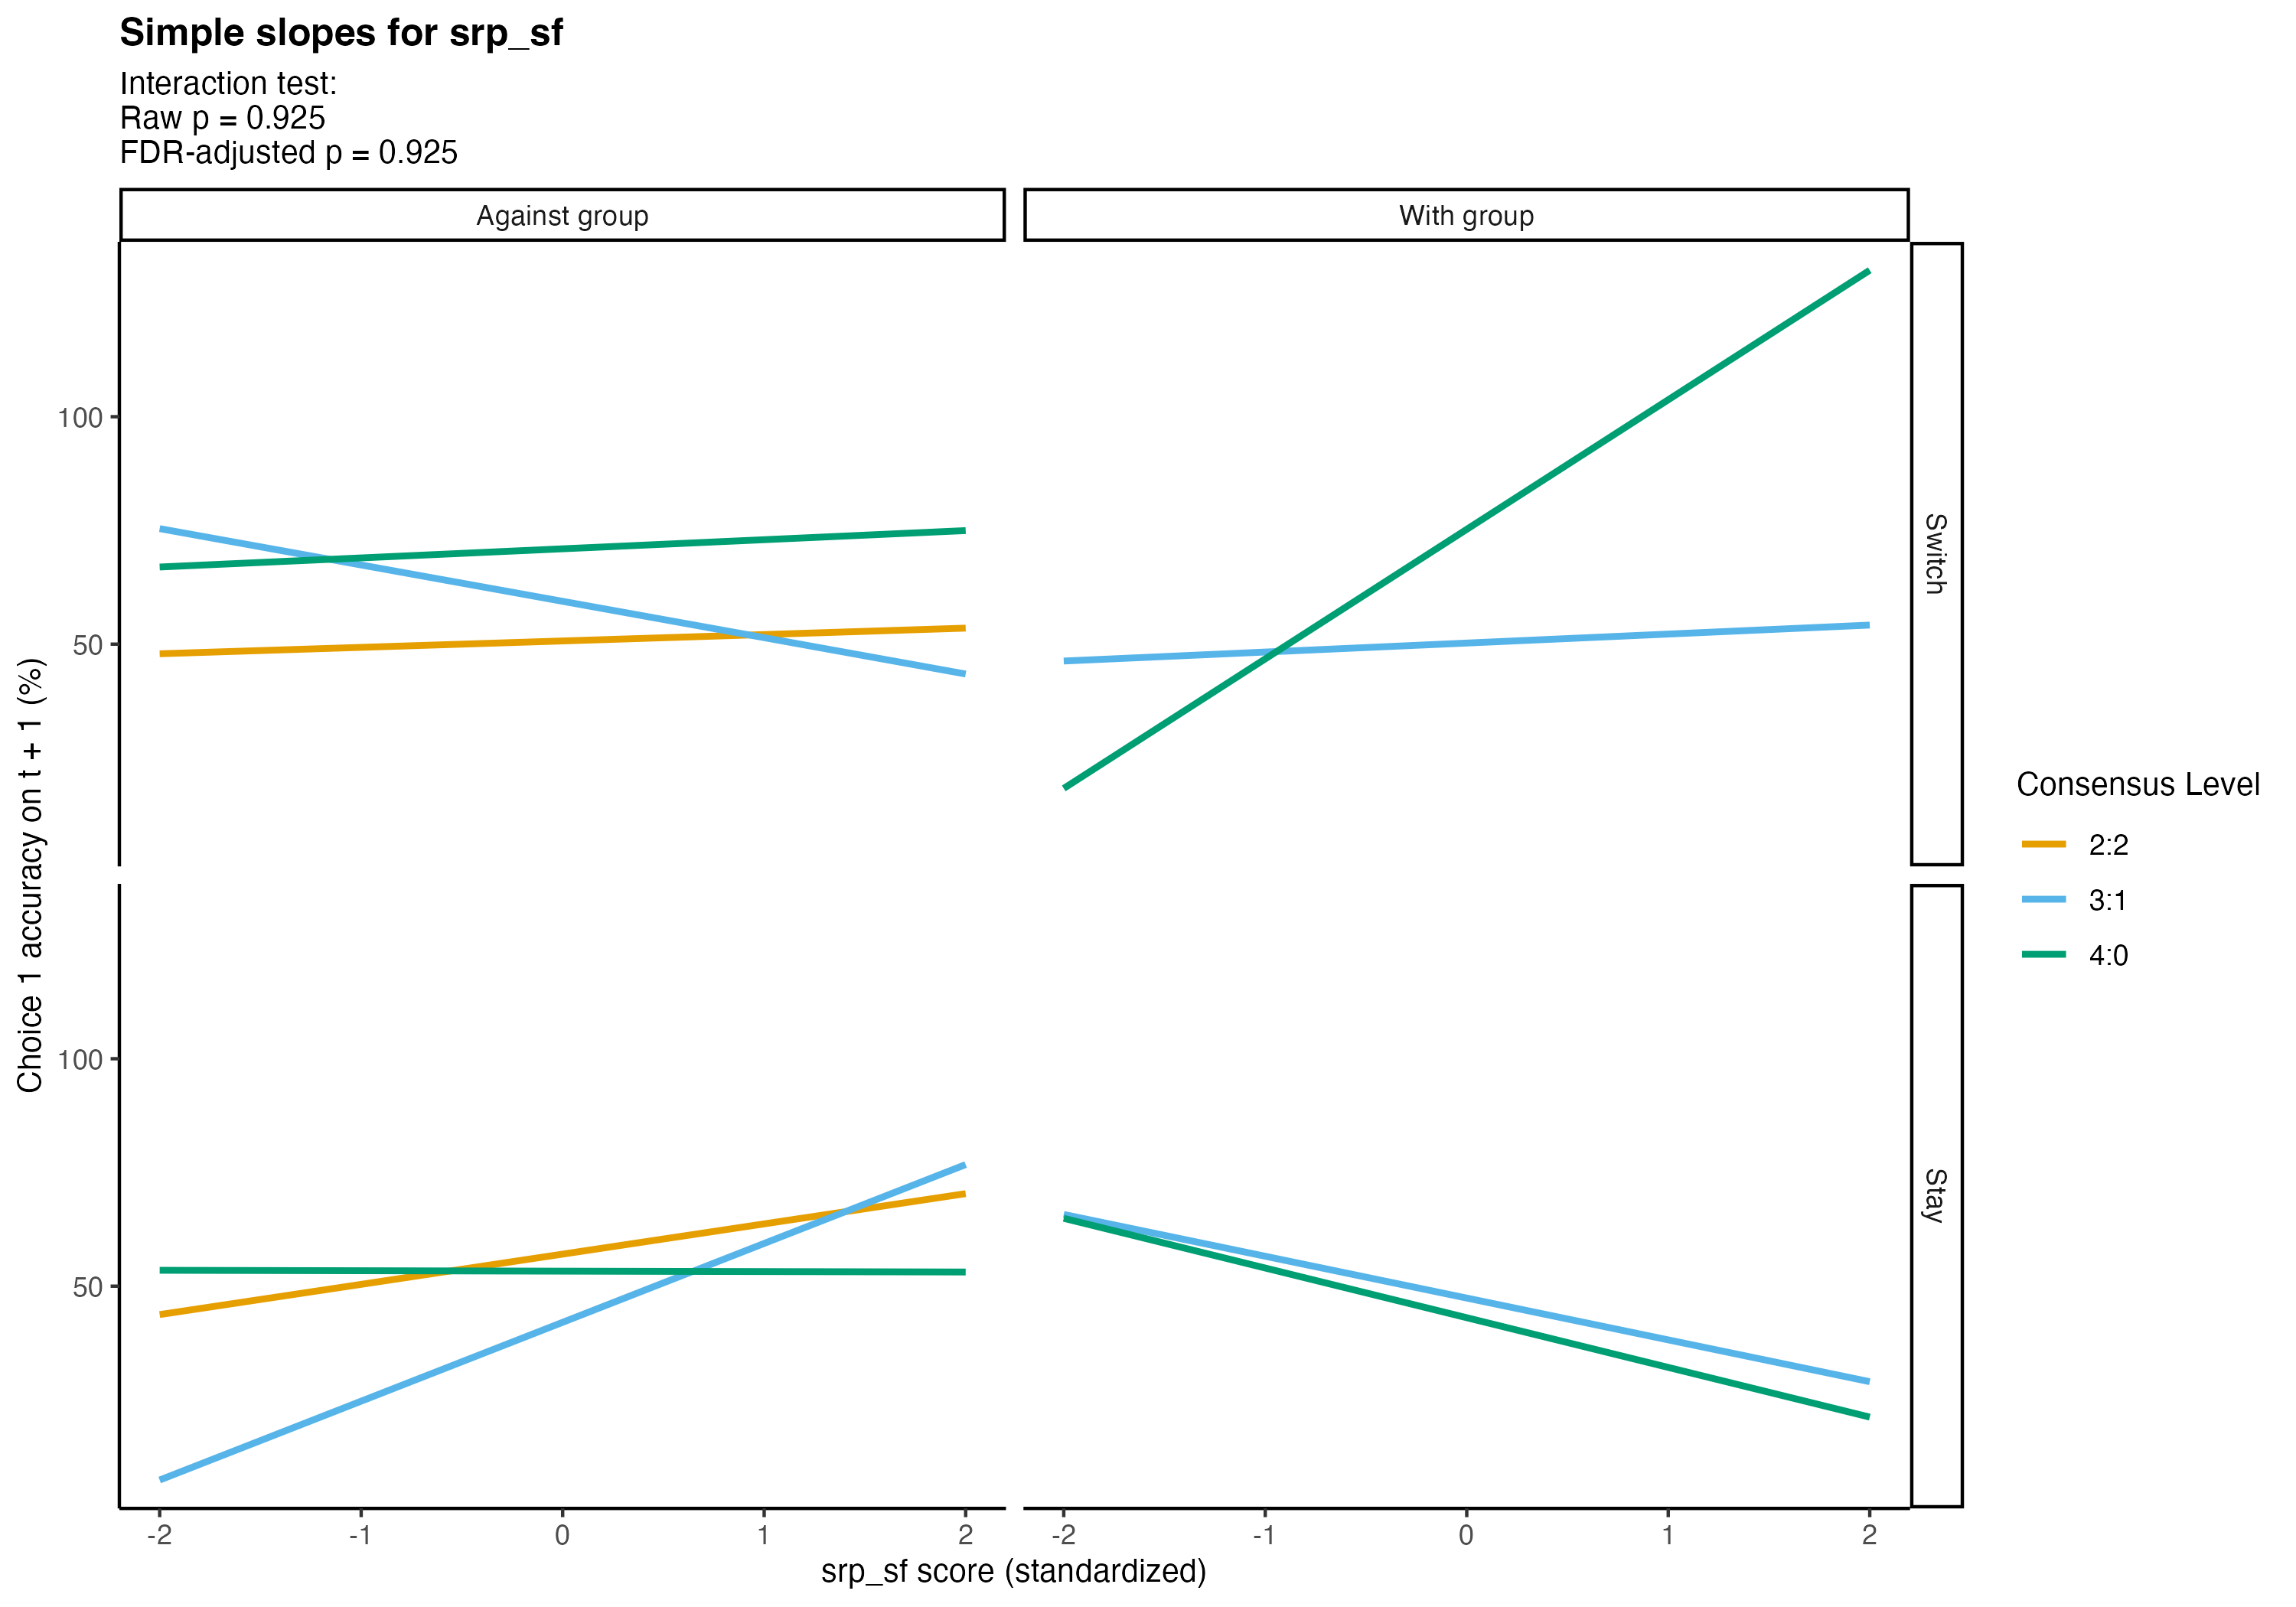 Simple slopes for srp_sf
Interaction test:
Raw p = 0.925
FDR-adjusted p = 0.925
Against group
With group
Switch
100
50
Stay
100
50
Choice 1 accuracy on t + 1 (%)
-2
-1
0
1
2
-2
-1
0
1
2
srp_sf score (standardized)
Consensus Level
2:2
3:1
4:0